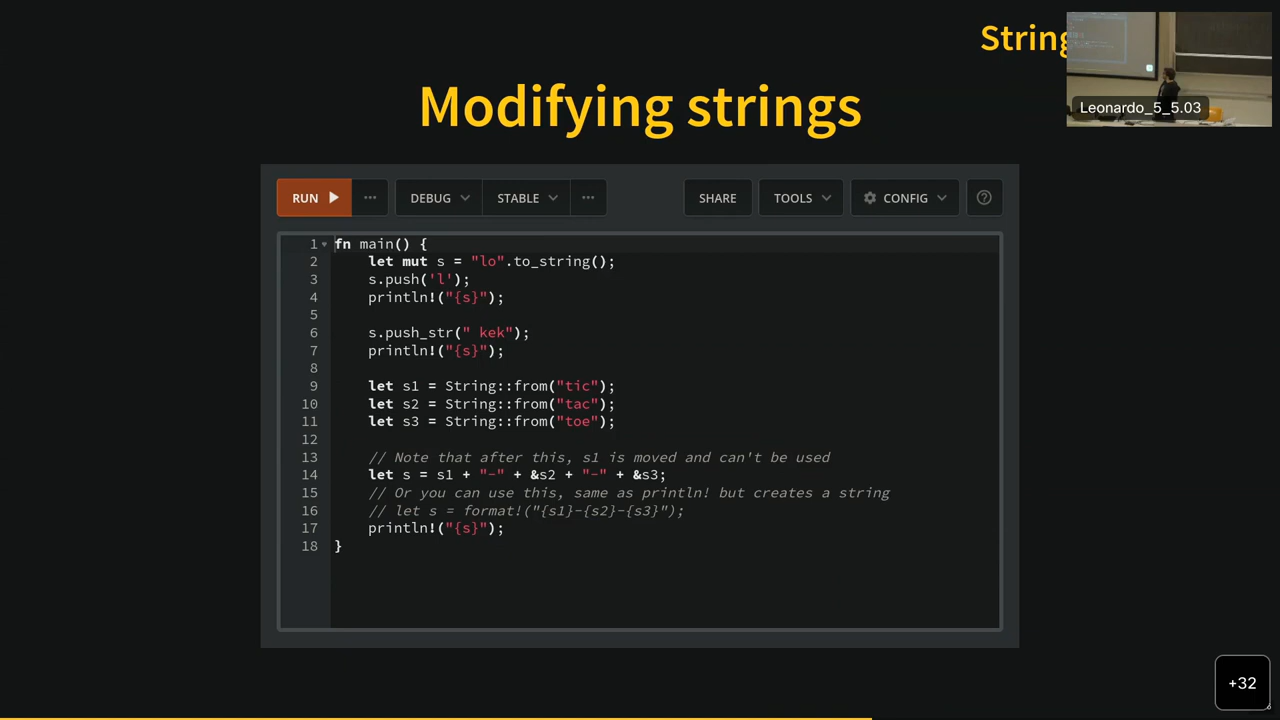 String
Leonardo_5_5.03
Modifying strings
RUN ▶ ··· DEBUG STABLE ··· SHARE TOOLS CONFIG ?
1 fn main() {
2 let mut s = "lo".to_string();
3 s.push('l');
4 println!("{s}");
5
6 s.push_str(" kek");
7 println!("{s}");
8
9 let s1 = String::from("tic");
10 let s2 = String::from("tac");
11 let s3 = String::from("toe");
12
13 // Note that after this, s1 is moved and can't be used
14 let s = s1 + "-" + &s2 + "-" + &s3;
15 // Or you can use this, same as println! but creates a string
16 // let s = format!("{s1}-{s2}-{s3}");
17 println!("{s}");
18 }
+32